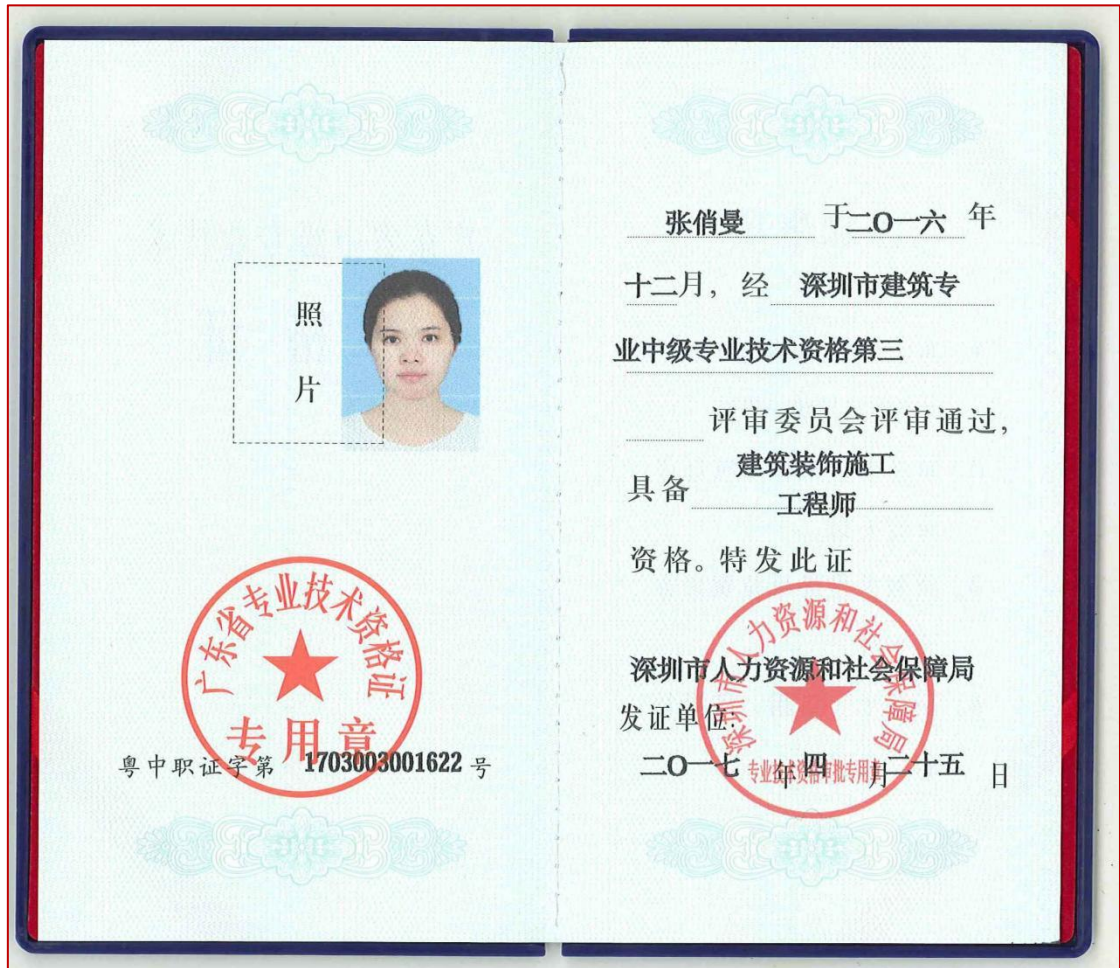 照
片
广东省专业技术资格证
专用章
粤中职证字第 1703003001622 号
张俏曼 于二〇一六 年
十二月，经 深圳市建筑专
业中级专业技术资格第三
评审委员会评审通过，
具备 建筑装饰施工
工程师
资格。特发此证
深圳市人力资源和社会保障局
深圳市人力资源和社会保障局
发证单位：
专业技术资格审批专用章
二〇一七 年 四 月二十五 日